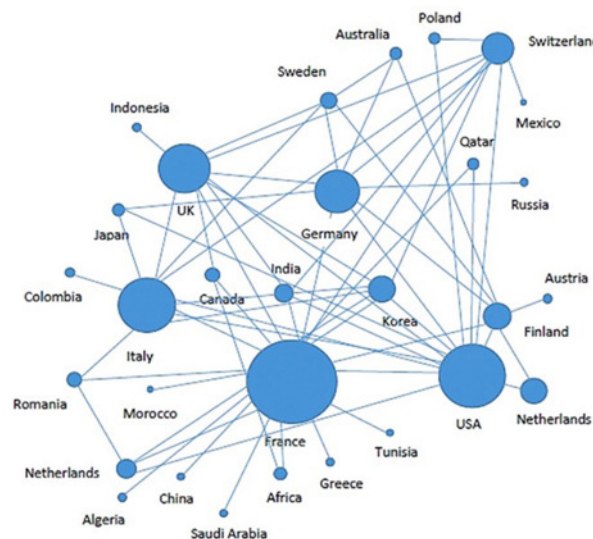 Poland
Australia
Switzerland
Sweden
Indonesia
Mexico
Qatar
Russia
UK
Germany
Japan
India
Austria
Colombia
Canada
Korea
Finland
Italy
Romania
Morocco
France
USA
Netherlands
Tunisia
Netherlands
China
Africa
Greece
Algeria
Saudi Arabia